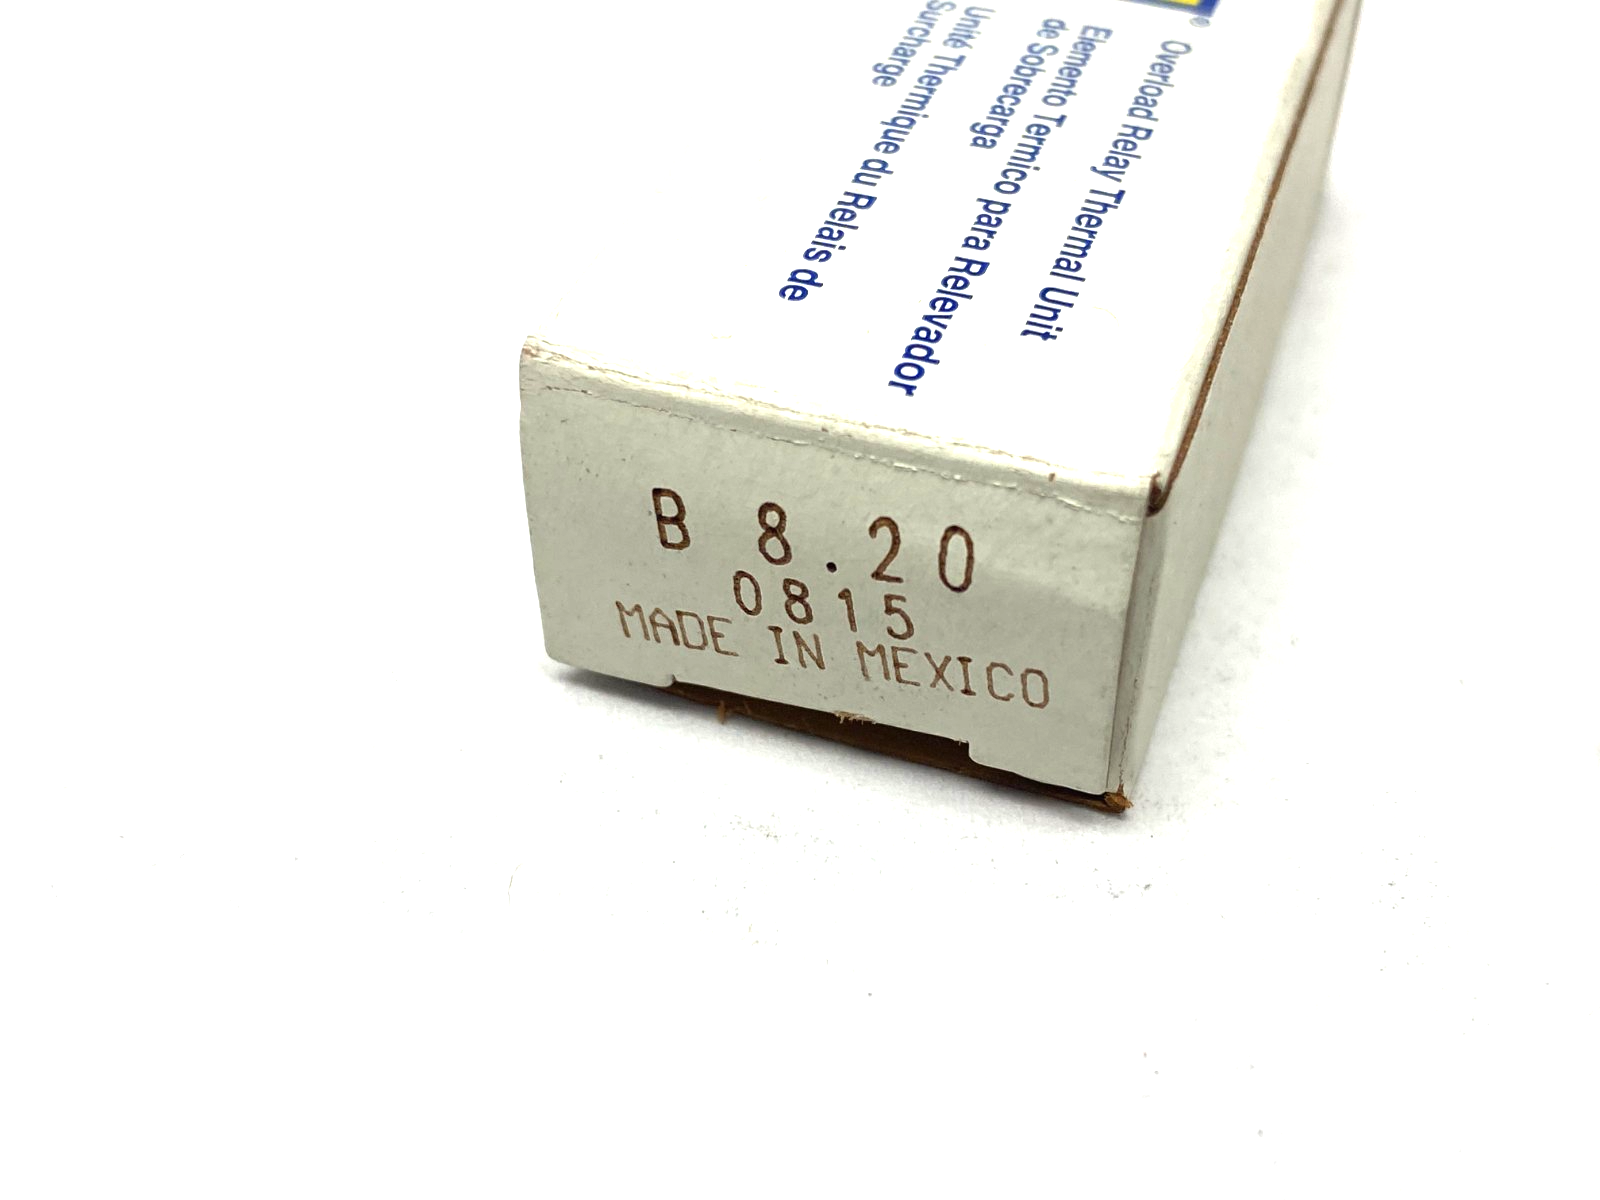 ® Overload Relay Thermal Unit
Elemento Termico para Relevador
de Sobrecarga
Unité Thermique du Relais de
Surcharge
B 8.20
0815
MADE IN MEXICO